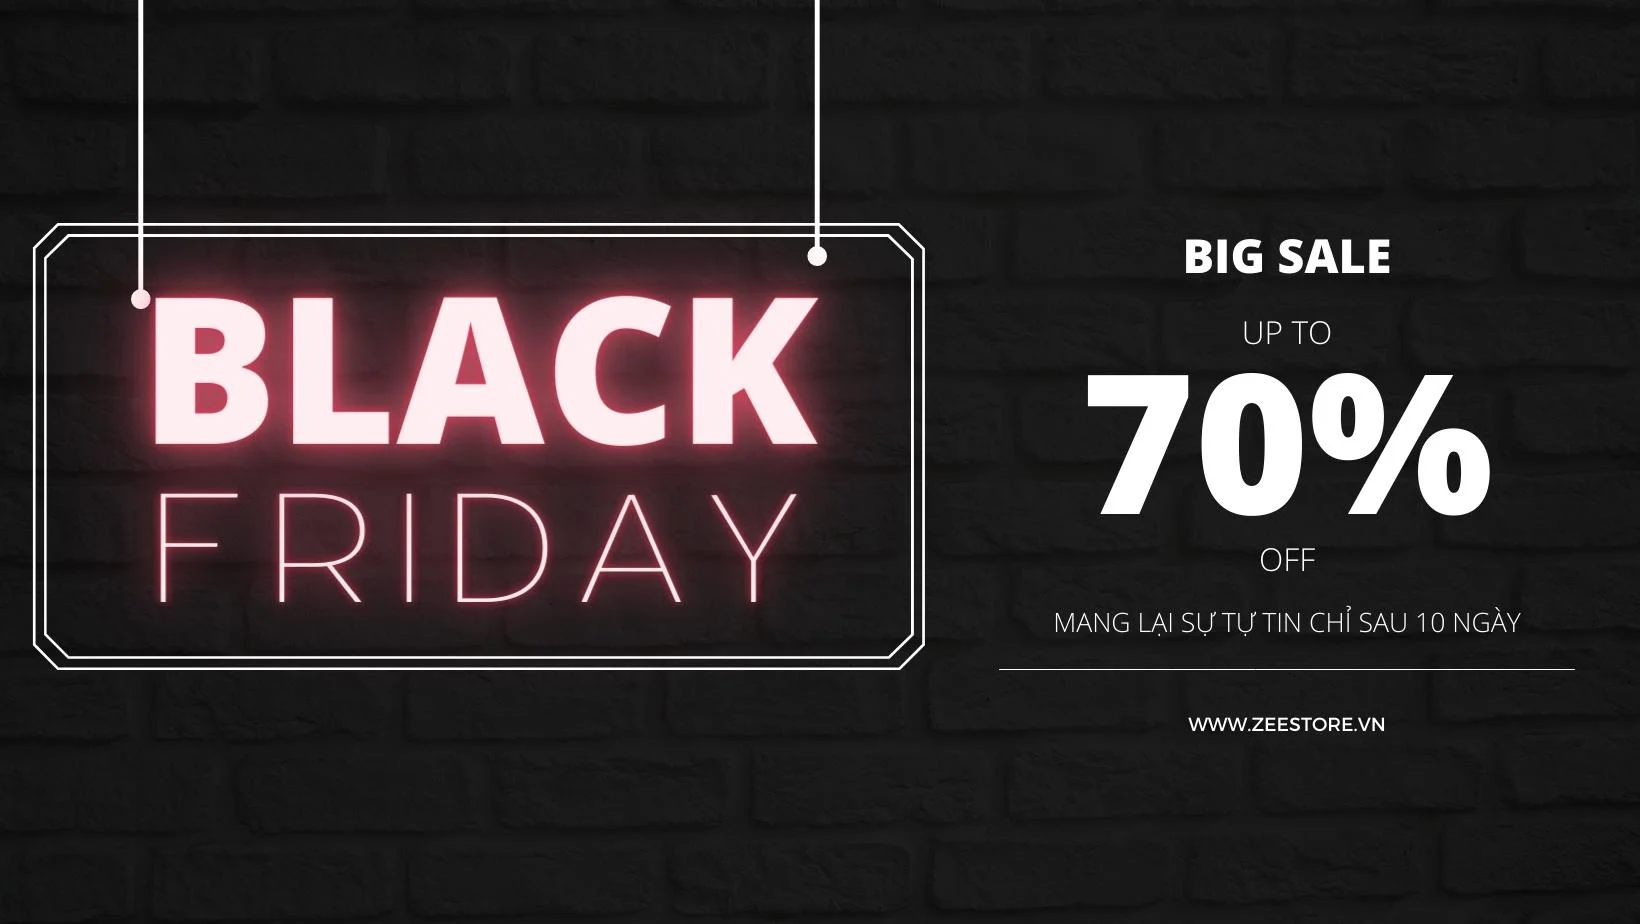 BLACK
FRIDAY
BIG SALE
UP TO
70%
OFF
MANG LẠI SỰ TỰ TIN CHỈ SAU 10 NGÀY
WWW.ZEESTORE.VN